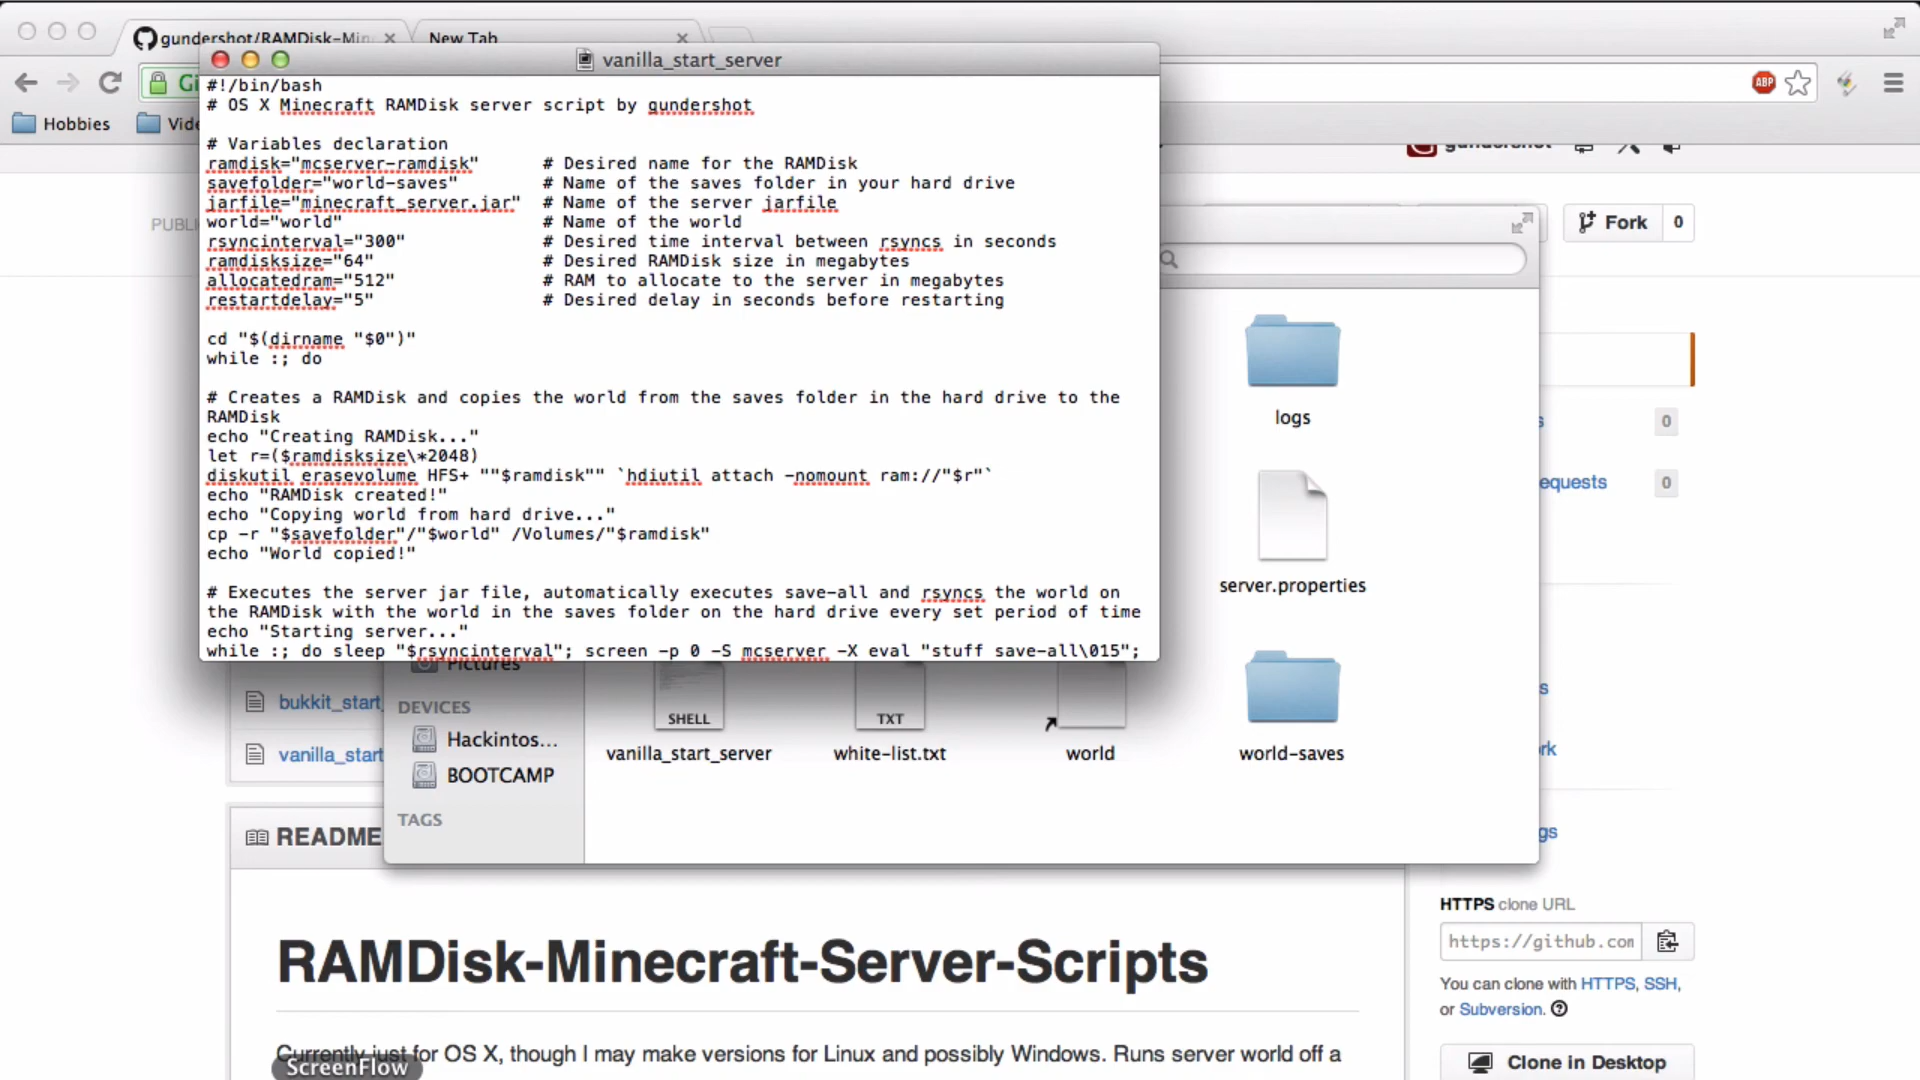 gundershot/RAMDisk-Min
New Tab
vanilla_start_server
ABP
Hobbies
#!/bin/bash
# OS X Minecraft RAMDisk server script by gundershot
# Variables declaration
ramdisk="mcserver-ramdisk" # Desired name for the RAMDisk
savefolder="world-saves" # Name of the saves folder in your hard drive
jarfile="minecraft_server.jar" # Name of the server jarfile
world="world" # Name of the world
rsyncinterval="300" # Desired time interval between rsyncs in seconds
ramdisksize="64" # Desired RAMDisk size in megabytes
allocatedram="512" # RAM to allocate to the server in megabytes
restartdelay="5" # Desired delay in seconds before restarting
cd "$(dirname "$0")"
while :; do
# Creates a RAMDisk and copies the world from the saves folder in the hard drive to the
RAMDisk
echo "Creating RAMDisk..."
let r=($ramdisksize\*2048)
diskutil erasevolume HFS+ ""$ramdisk"" `hdiutil attach -nomount ram://"$r"`
echo "RAMDisk created!"
echo "Copying world from hard drive..."
cp -r "$savefolder"/"$world" /Volumes/"$ramdisk"
echo "World copied!"
# Executes the server jar file, automatically executes save-all and rsyncs the world on
the RAMDisk with the world in the saves folder on the hard drive every set period of time
echo "Starting server..."
while :; do sleep "$rsyncinterval"; screen -p 0 -S mcserver -X eval "stuff save-all\015";
gundershot
Fork 0
0
equests 0
logs
server.properties
Pictures
DEVICES
Hackintos...
BOOTCAMP
TAGS
SHELL
vanilla_start_server
TXT
white-list.txt
world
world-saves
bukkit_start_
vanilla_start
README
RAMDisk-Minecraft-Server-Scripts
Currently just for OS X, though I may make versions for Linux and possibly Windows. Runs server world off a
ScreenFlow
HTTPS clone URL
https://github.com
You can clone with HTTPS, SSH,
or Subversion.
Clone in Desktop